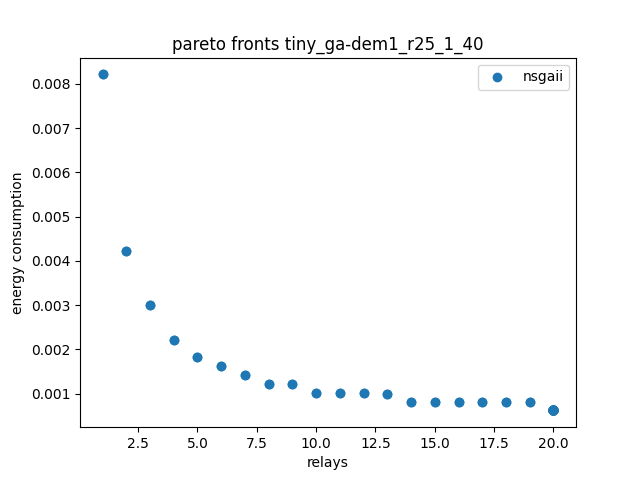 pareto fronts tiny_ga-dem1_r25_1_40
nsgaii
0.008
0.007
0.006
0.005
0.004
0.003
0.002
0.001
energy consumption
2.5 5.0 7.5 10.0 12.5 15.0 17.5 20.0
relays